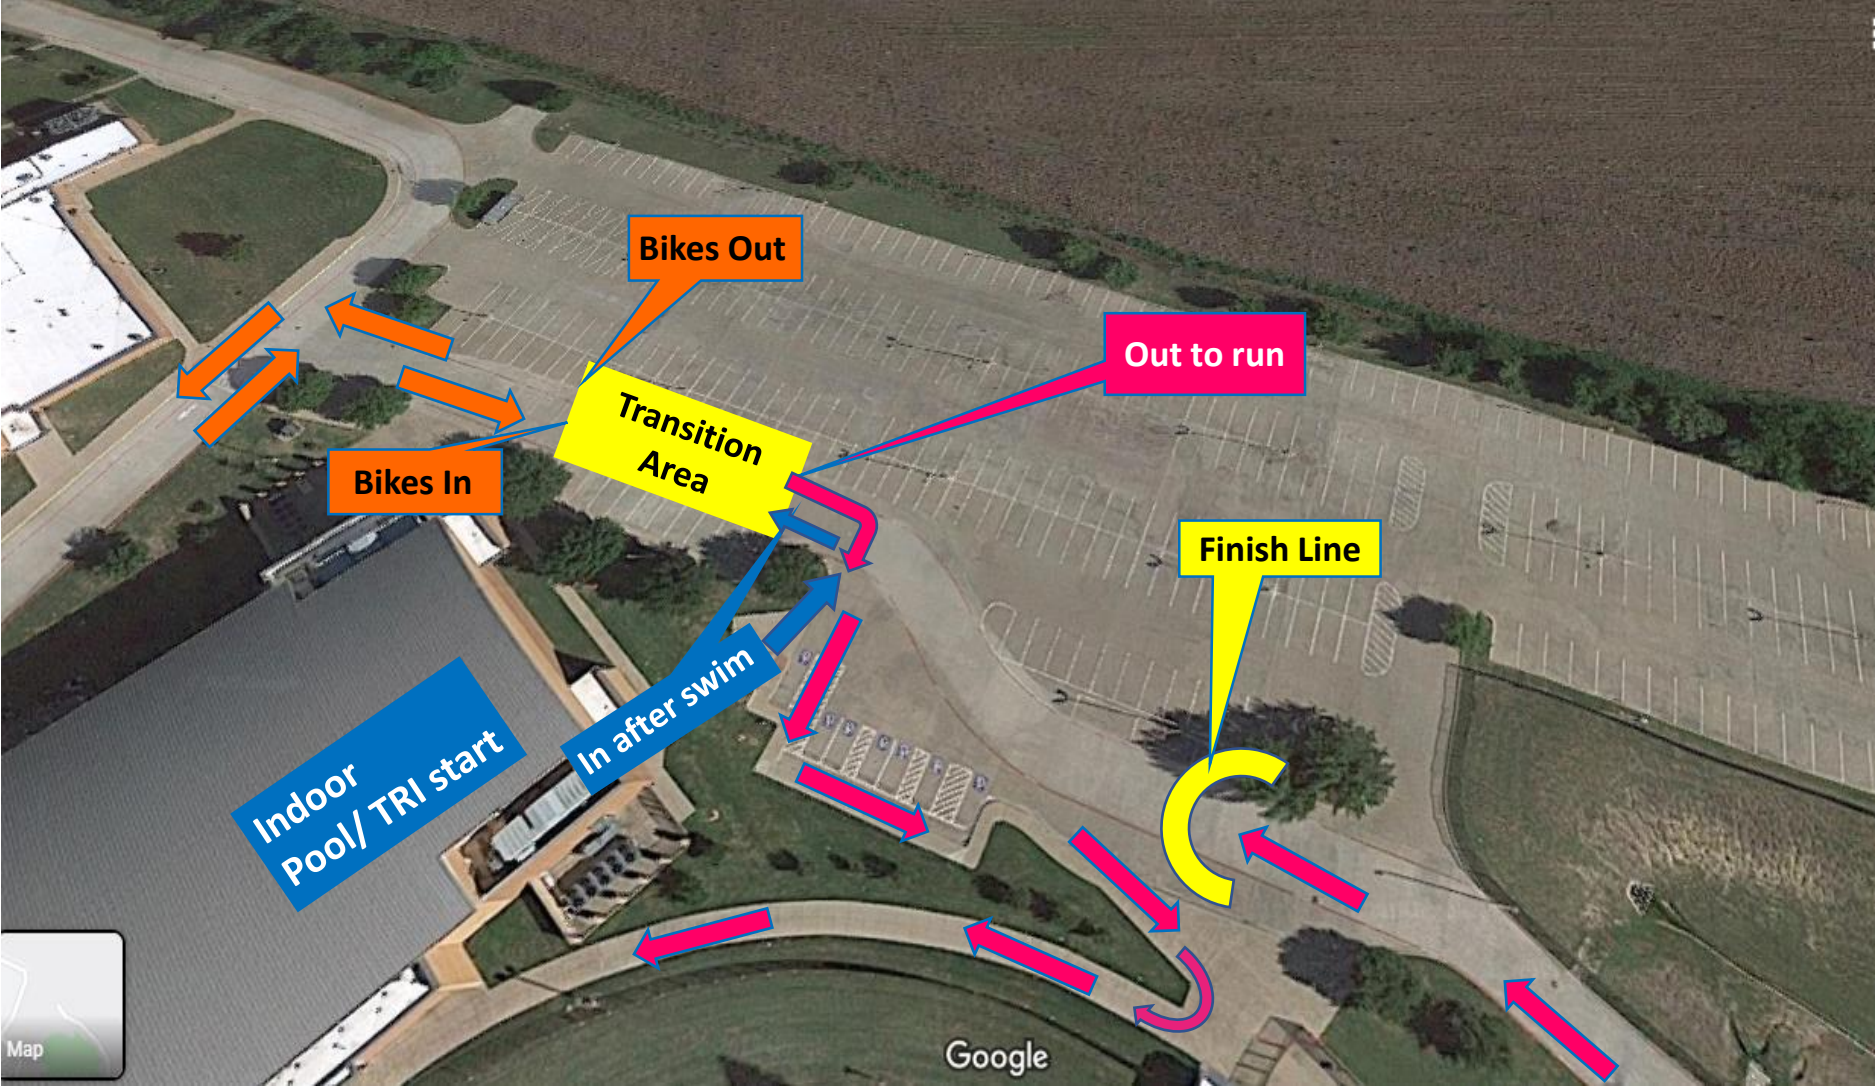 Bikes Out
Out to run
Transition
Area
Bikes In
Finish Line
In after swim
Indoor
Pool/ TRI start
Map
Google